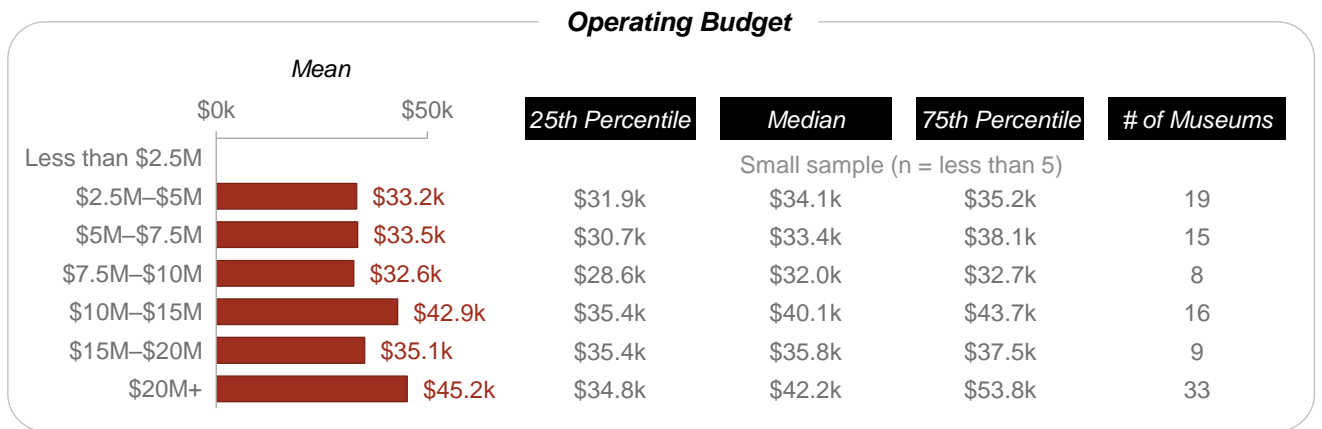 Operating Budget
Mean
$0k $50k 25th Percentile Median 75th Percentile # of Museums
Less than $2.5M Small sample (n = less than 5)
$2.5M–$5M $33.2k $31.9k $34.1k $35.2k 19
$5M–$7.5M $33.5k $30.7k $33.4k $38.1k 15
$7.5M–$10M $32.6k $28.6k $32.0k $32.7k 8
$10M–$15M $42.9k $35.4k $40.1k $43.7k 16
$15M–$20M $35.1k $35.4k $35.8k $37.5k 9
$20M+ $45.2k $34.8k $42.2k $53.8k 33